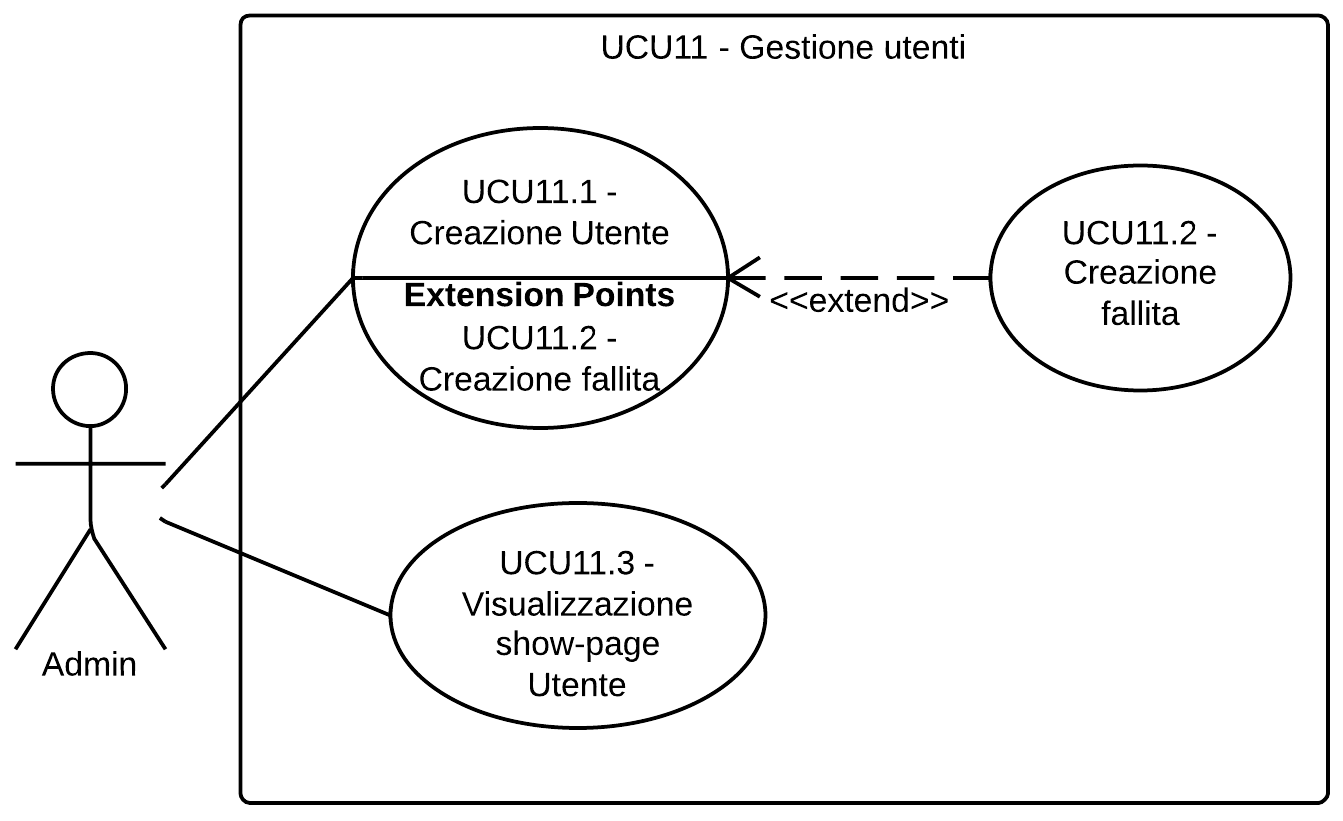 UCU11 - Gestione utenti
UCU11.1 -
Creazione Utente
Extension Points
UCU11.2 -
Creazione fallita
<<extend>>
UCU11.2 -
Creazione
fallita
UCU11.3 -
Visualizzazione
show-page
Utente
Admin